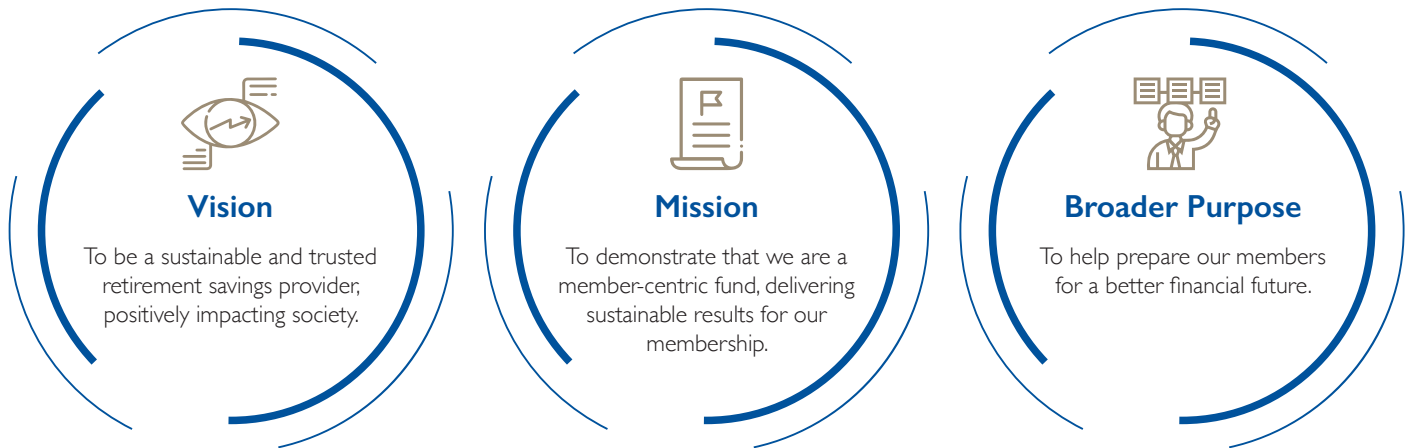 Vision
To be a sustainable and trusted
retirement savings provider,
positively impacting society.
Mission
To demonstrate that we are a
member-centric fund, delivering
sustainable results for our
membership.
Broader Purpose
To help prepare our members
for a better financial future.